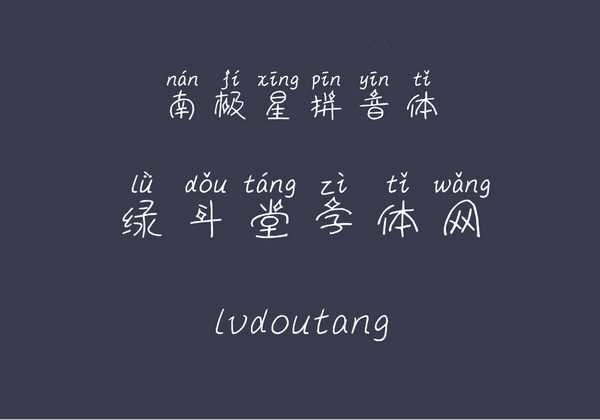 nán jí xīng pīn yīn tǐ
南极星拼音体
lǜ dǒu táng zì tǐ wǎng
绿斗堂字体网
lvdoutang